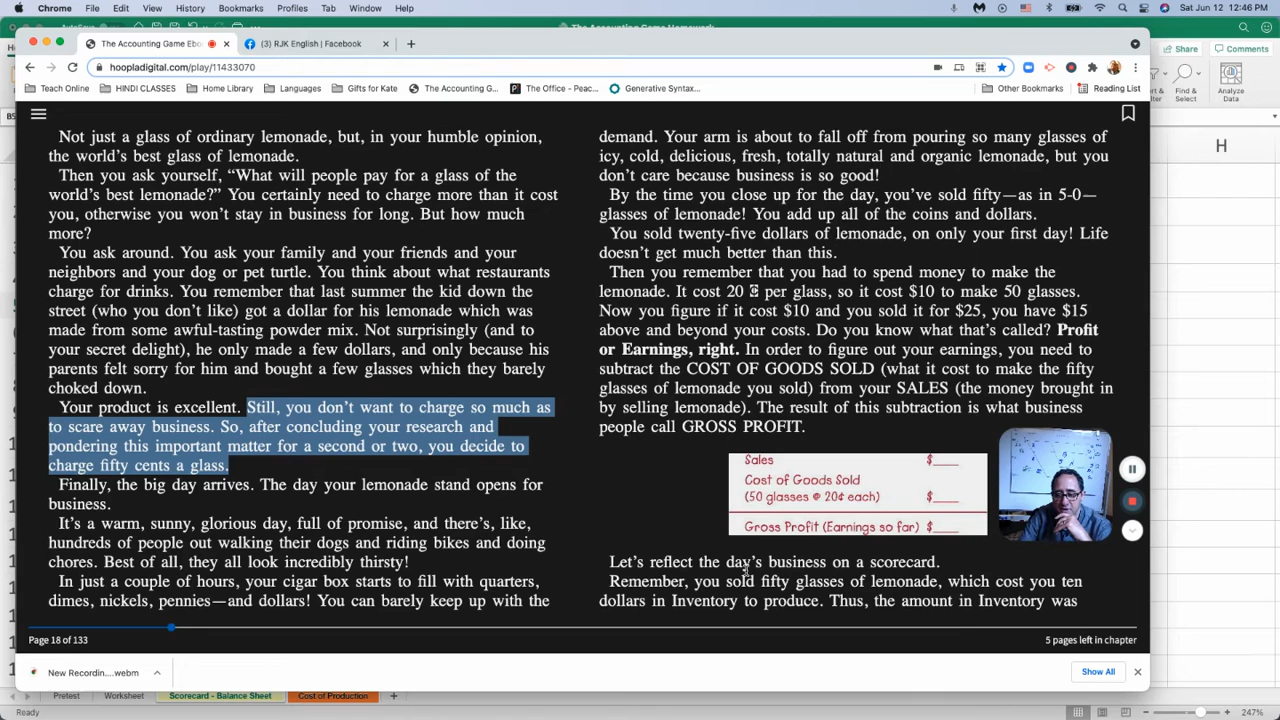 Chrome File Edit View History Bookmarks Profiles Tab Window Help
Sat Jun 12 12:46 PM
The Accounting Game Homework
The Accounting Game Ebo
(3) RJK English | Facebook
Share
Comments
hoopladigital.com/play/11433070
Teach Online HINDI CLASSES Home Library Languages Gifts for Kate The Accounting G... The Office - Peac... Generative Syntax...
Other Bookmarks Reading List
Find &
Select
Analyze
Data
H
Not just a glass of ordinary lemonade, but, in your humble opinion,
the world's best glass of lemonade.
Then you ask yourself, “What will people pay for a glass of the
world's best lemonade?” You certainly need to charge more than it cost
you, otherwise you won't stay in business for long. But how much
more?
You ask around. You ask your family and your friends and your
neighbors and your dog or pet turtle. You think about what restaurants
charge for drinks. You remember that last summer the kid down the
street (who you don't like) got a dollar for his lemonade which was
made from some awful-tasting powder mix. Not surprisingly (and to
your secret delight), he only made a few dollars, and only because his
parents felt sorry for him and bought a few glasses which they barely
choked down.
Your product is excellent. Still, you don't want to charge so much as
to scare away business. So, after concluding your research and
pondering this important matter for a second or two, you decide to
charge fifty cents a glass.
Finally, the big day arrives. The day your lemonade stand opens for
business.
It's a warm, sunny, glorious day, full of promise, and there's, like,
hundreds of people out walking their dogs and riding bikes and doing
chores. Best of all, they all look incredibly thirsty!
In just a couple of hours, your cigar box starts to fill with quarters,
dimes, nickels, pennies—and dollars! You can barely keep up with the
demand. Your arm is about to fall off from pouring so many glasses of
icy, cold, delicious, fresh, totally natural and organic lemonade, but you
don't care because business is so good!
By the time you close up for the day, you've sold fifty—as in 5-0—
glasses of lemonade! You add up all of the coins and dollars.
You sold twenty-five dollars of lemonade, on only your first day! Life
doesn't get much better than this.
Then you remember that you had to spend money to make the
lemonade. It cost 20 per glass, so it cost $10 to make 50 glasses.
Now you figure if it cost $10 and you sold it for $25, you have $15
above and beyond your costs. Do you know what that's called? Profit
or Earnings, right. In order to figure out your earnings, you need to
subtract the COST OF GOODS SOLD (what it cost to make the fifty
glasses of lemonade you sold) from your SALES (the money brought in
by selling lemonade). The result of this subtraction is what business
people call GROSS PROFIT.
Sales $____
Cost of Goods Sold
(50 glasses @ 20¢ each) $____
Gross Profit (Earnings so far) $____
Let's reflect the day's business on a scorecard.
Remember, you sold fifty glasses of lemonade, which cost you ten
dollars in Inventory to produce. Thus, the amount in Inventory was
Page 18 of 133
5 pages left in chapter
New Recording....webm
Show All
Pretest Worksheet Scorecard - Balance Sheet Cost of Production
Ready
247%